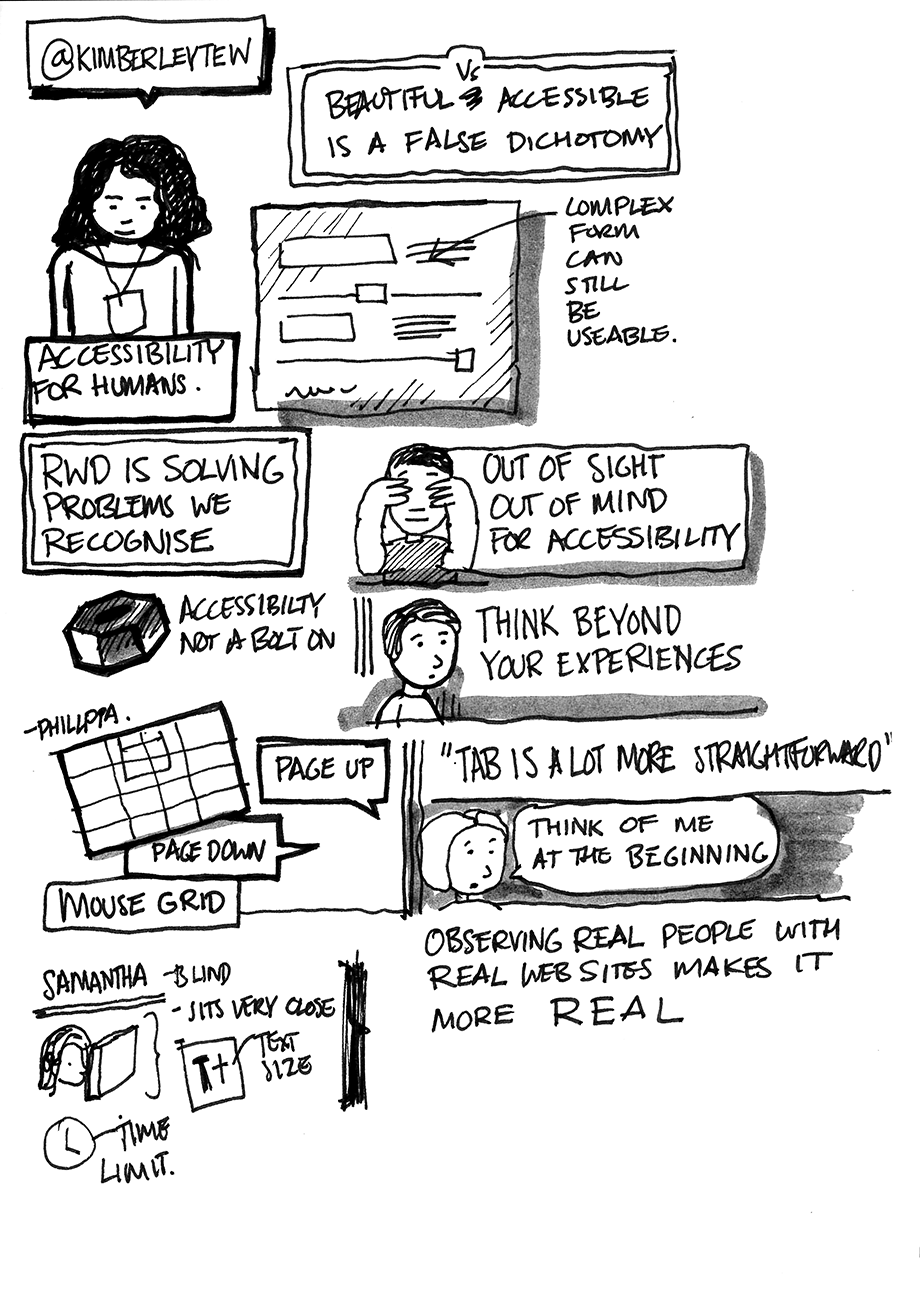 @KIMBERLEYTEW
Vs
BEAUTIFUL & ACCESSIBLE
IS A FALSE DICHOTOMY
COMPLEX
FORM
CAN
STILL
BE
USEABLE.
ACCESSIBILITY
FOR HUMANS.
RWD IS SOLVING
PROBLEMS WE
RECOGNISE
OUT OF SIGHT
OUT OF MIND
FOR ACCESSIBILITY
ACCESSIBILTY
NOT A BOLT ON
THINK BEYOND
YOUR EXPERIENCES
-PHILLPPA.
PAGE UP
PAGE DOWN
MOUSE GRID
"TAB IS A LOT MORE STRAIGHTFORWARD"
THINK OF ME
AT THE BEGINNING
OBSERVING REAL PEOPLE WITH
REAL WEB SITES MAKES IT
MORE REAL
SAMANTHA -BLIND
- SITS VERY CLOSE
T+
TEXT
SIZE
TIME
LIMIT.